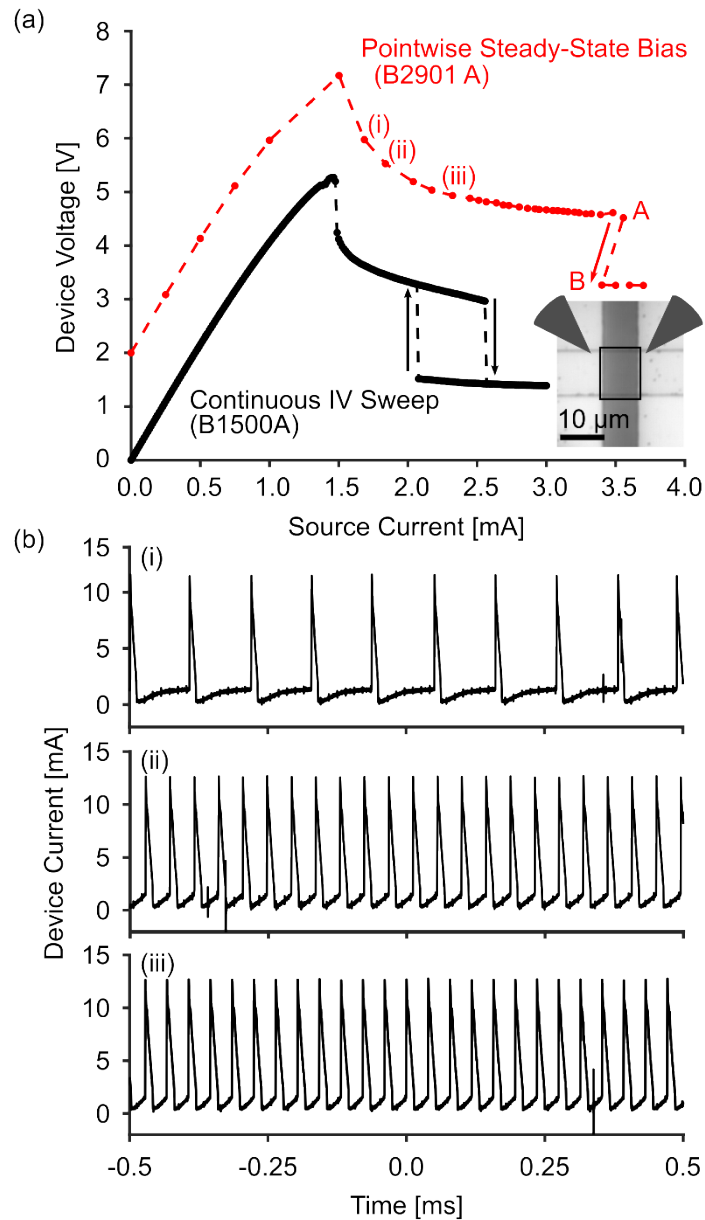 (a)
8
7
6
5
4
3
2
1
0
Device Voltage [V]
Pointwise Steady-State Bias
(B2901 A)
(i)
(ii)
(iii)
A
B
Continuous IV Sweep
(B1500A)
10 µm
0.0 0.5 1.0 1.5 2.0 2.5 3.0 3.5 4.0
Source Current [mA]
(b)
Device Current [mA]
(i)
15
10
5
0
(ii)
15
10
5
0
(iii)
15
10
5
0
-0.5 -0.25 0.0 0.25 0.5
Time [ms]